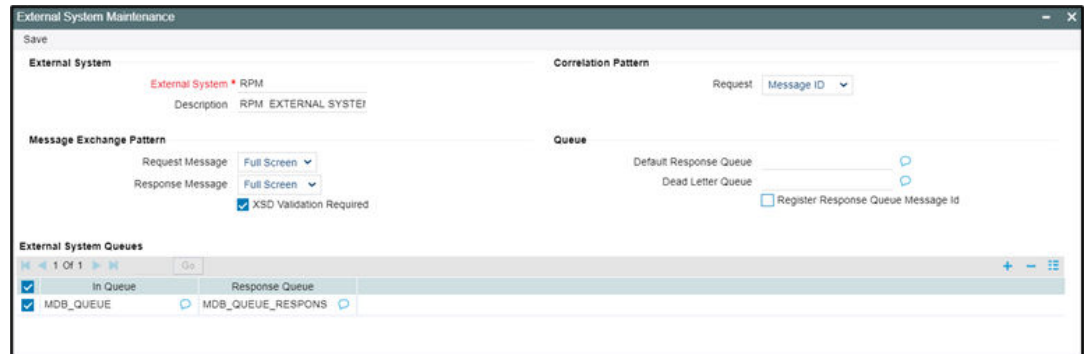 External System Maintenance
Save
External System
External System * RPM
Description RPM EXTERNAL SYSTEM
Correlation Pattern
Request Message ID
Message Exchange Pattern
Request Message Full Screen
Response Message Full Screen
XSD Validation Required
Queue
Default Response Queue
Dead Letter Queue
Register Response Queue Message Id
External System Queues
1 Of 1 Go
In Queue Response Queue
MDB_QUEUE MDB_QUEUE_RESPONS